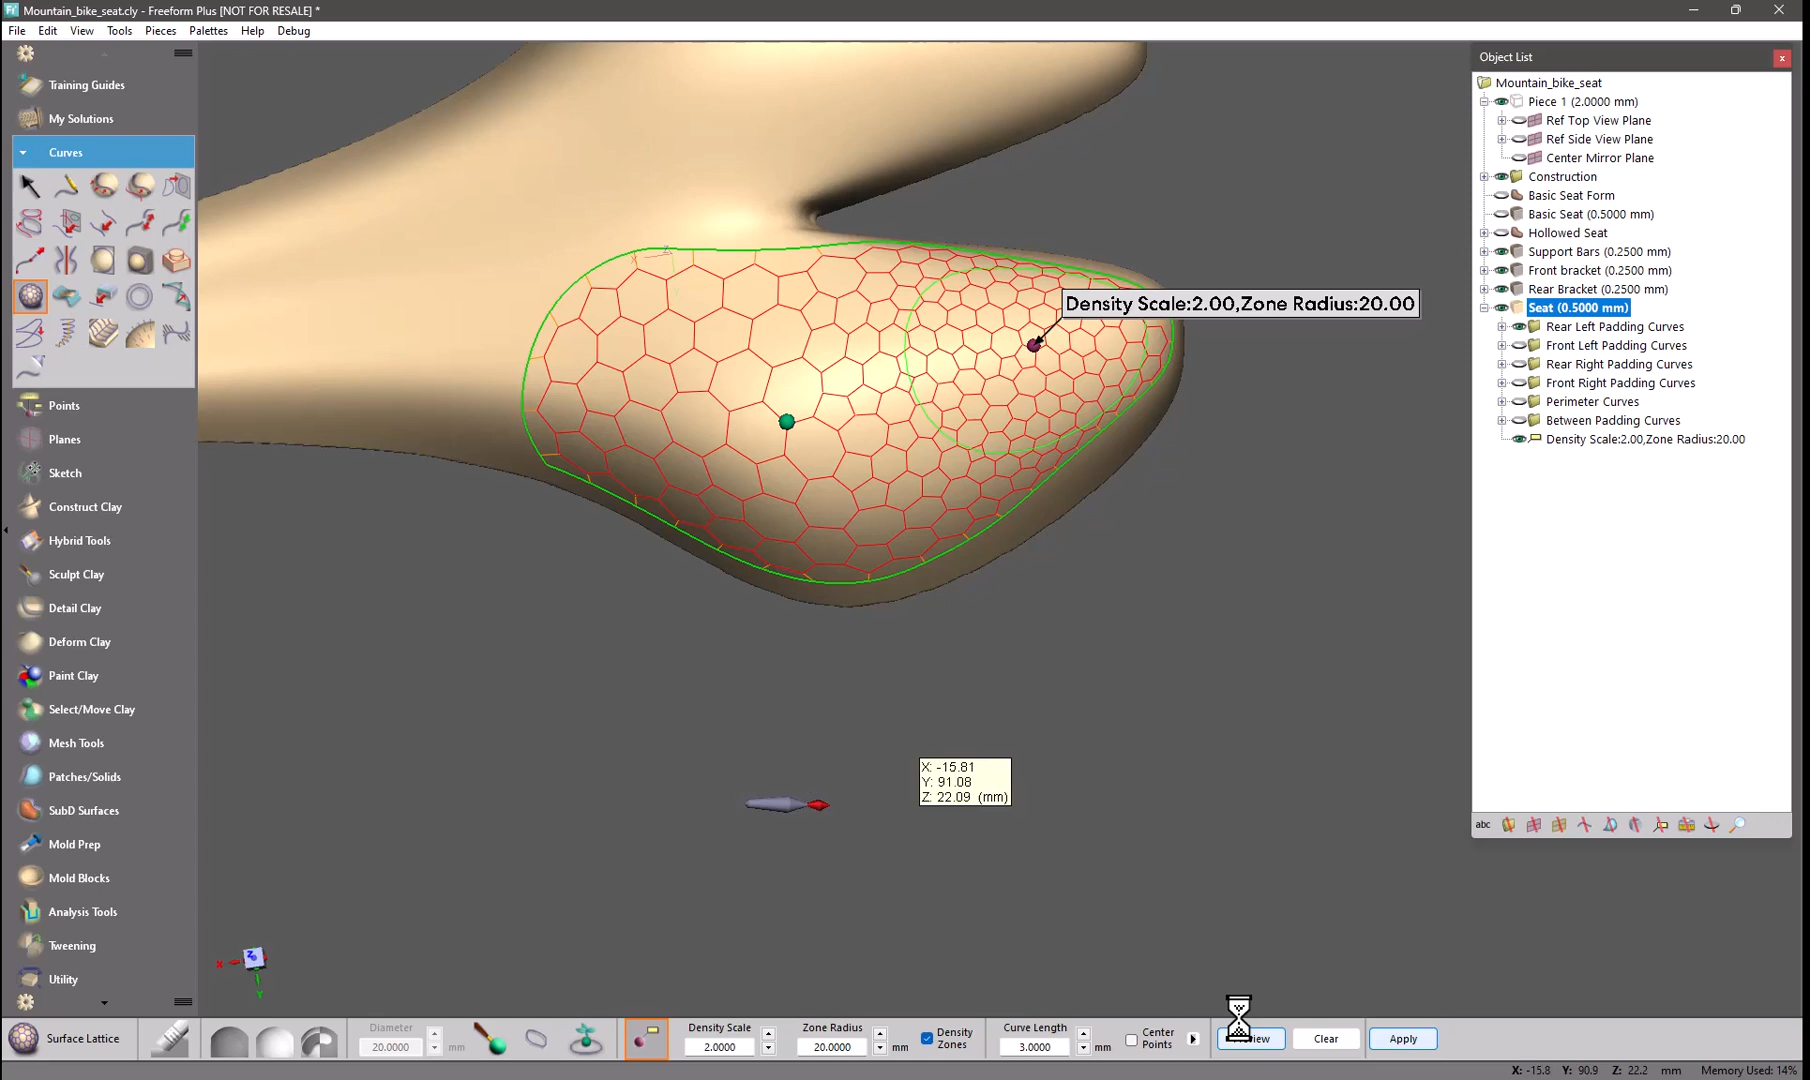 Mountain_bike_seat.cly - Freeform Plus [NOT FOR RESALE] *
File Edit View Tools Pieces Palettes Help Debug
Training Guides
My Solutions
Curves
Points
Planes
Sketch
Construct Clay
Hybrid Tools
Sculpt Clay
Detail Clay
Deform Clay
Paint Clay
Select/Move Clay
Mesh Tools
Patches/Solids
SubD Surfaces
Mold Prep
Mold Blocks
Analysis Tools
Tweening
Utility
Density Scale:2.00,Zone Radius:20.00
X: -15.81
Y: 91.08
Z: 22.09 (mm)
X
Y
Z
Object List
x
Mountain_bike_seat
Piece 1 (2.0000 mm)
Ref Top View Plane
Ref Side View Plane
Center Mirror Plane
Construction
Basic Seat Form
Basic Seat (0.5000 mm)
Hollowed Seat
Support Bars (0.2500 mm)
Front bracket (0.2500 mm)
Rear Bracket (0.2500 mm)
Seat (0.5000 mm)
Rear Left Padding Curves
Front Left Padding Curves
Rear Right Padding Curves
Front Right Padding Curves
Perimeter Curves
Between Padding Curves
Density Scale:2.00,Zone Radius:20.00
abc
Surface Lattice
Diameter
20.0000 mm
Density Scale
2.0000
Zone Radius
20.0000 mm
Density Zones
Curve Length
3.0000 mm
Center Points
Clear
Apply
X: -15.8 Y: 90.9 Z: 22.2 mm Memory Used: 14%